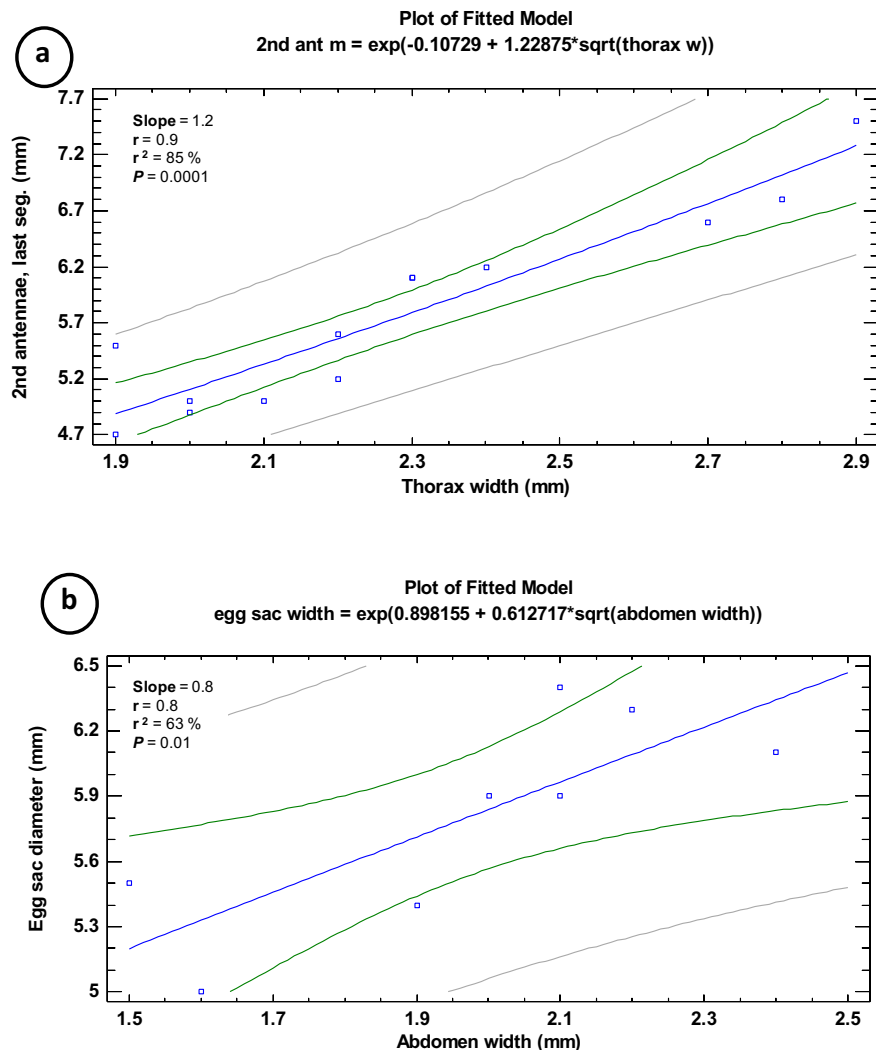 a
Plot of Fitted Model
2nd ant m = exp(-0.10729 + 1.22875*sqrt(thorax w))
Slope = 1.2
r = 0.9
r² = 85 %
P = 0.0001
2nd antennae, last seg. (mm)
7.7
7.2
6.7
6.2
5.7
5.2
4.7
1.9 2.1 2.3 2.5 2.7 2.9
Thorax width (mm)
b
Plot of Fitted Model
egg sac width = exp(0.898155 + 0.612717*sqrt(abdomen width))
Slope = 0.8
r = 0.8
r² = 63 %
P = 0.01
Egg sac diameter (mm)
6.5
6.2
5.9
5.6
5.3
5
1.5 1.7 1.9 2.1 2.3 2.5
Abdomen width (mm)